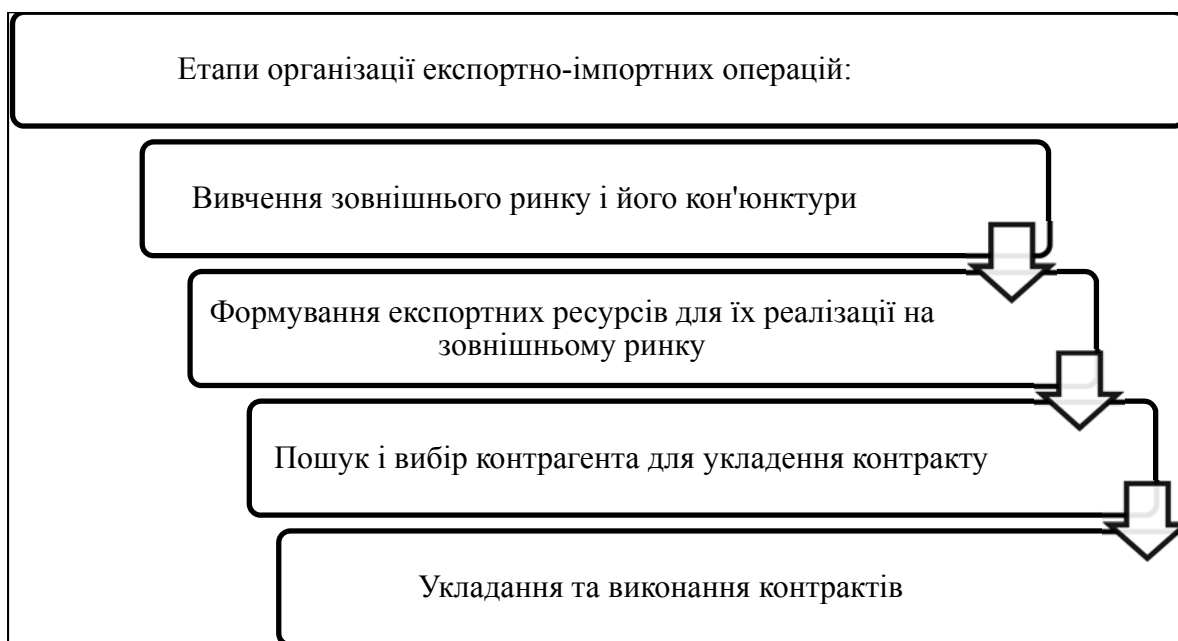 Етапи організації експортно-імпортних операцій:
Вивчення зовнішнього ринку і його кон'юнктури
Формування експортних ресурсів для їх реалізації на
зовнішньому ринку
Пошук і вибір контрагента для укладення контракту
Укладання та виконання контрактів